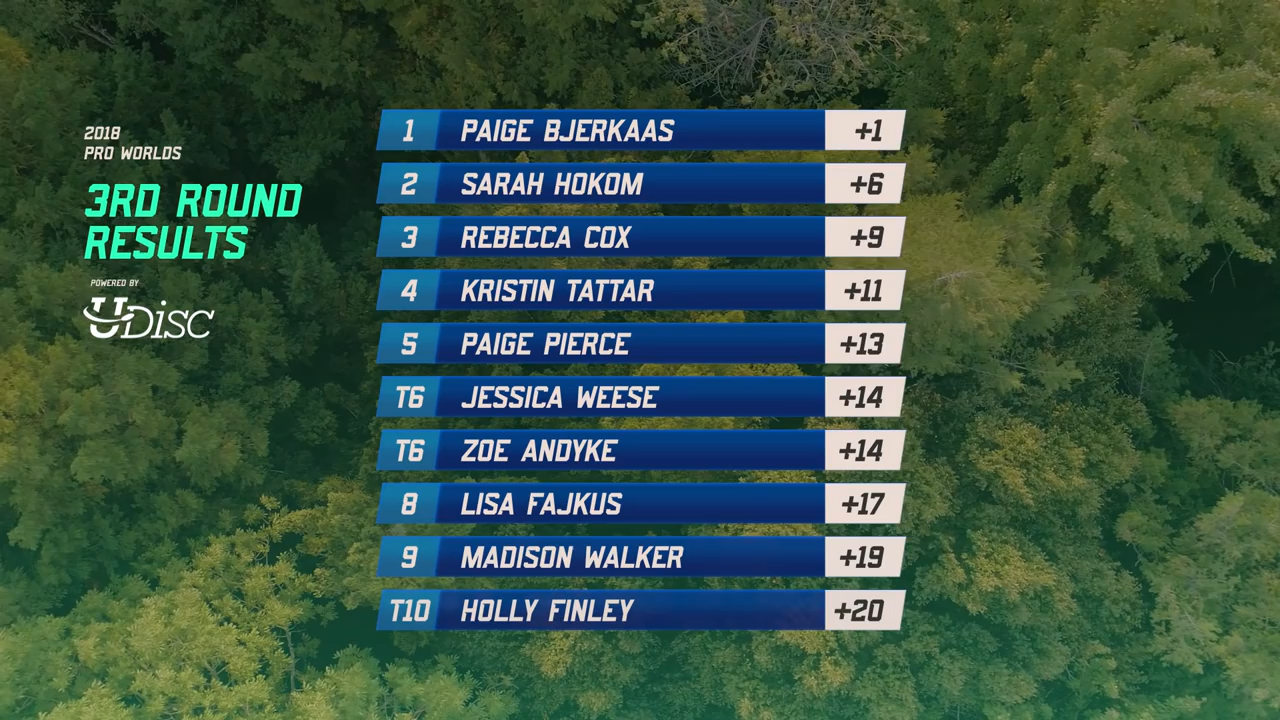 2018
PRO WORLDS
3RD ROUND
RESULTS
POWERED BY
UDisc
1 PAIGE BJERKAAS +1
2 SARAH HOKOM +6
3 REBECCA COX +9
4 KRISTIN TATTAR +11
5 PAIGE PIERCE +13
T6 JESSICA WEESE +14
T6 ZOE ANDYKE +14
8 LISA FAJKUS +17
9 MADISON WALKER +19
T10 HOLLY FINLEY +20